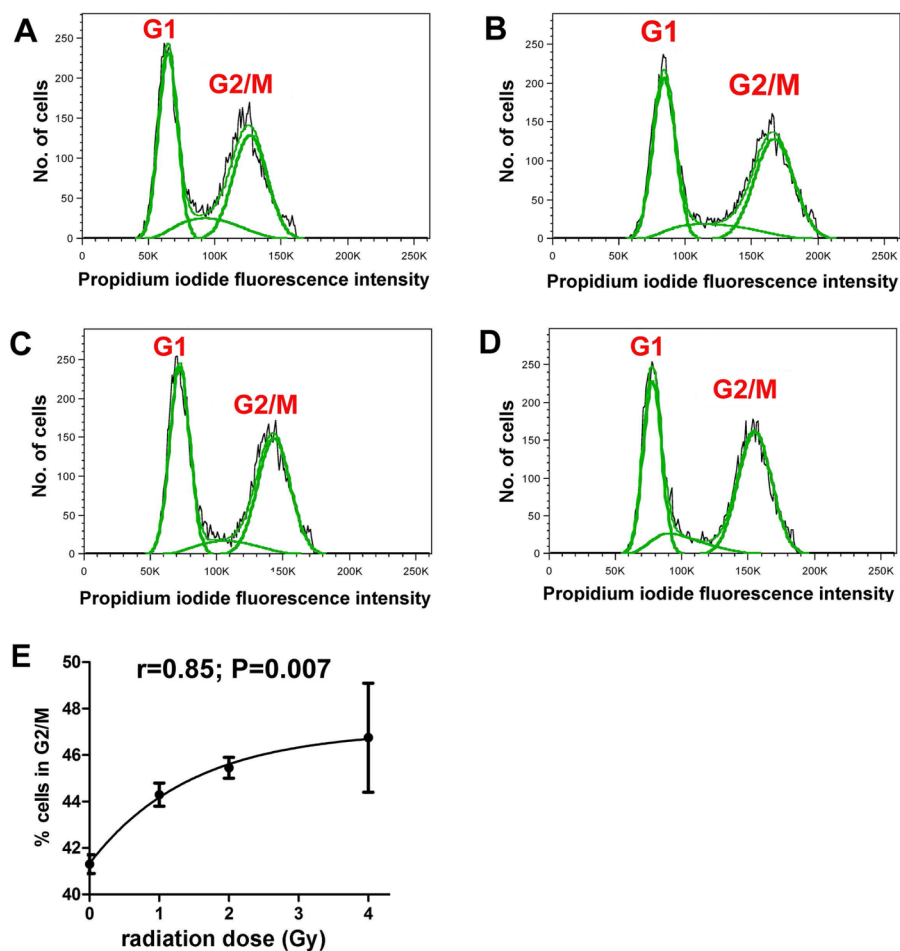 A
G1
G2/M
No. of cells
250
200
150
100
50
0
0 50K 100K 150K 200K 250K
Propidium iodide fluorescence intensity
B
G1
G2/M
No. of cells
250
200
150
100
50
0
0 50K 100K 150K 200K 250K
Propidium iodide fluorescence intensity
C
G1
G2/M
No. of cells
250
200
150
100
50
0
0 50K 100K 150K 200K 250K
Propidium iodide fluorescence intensity
D
G1
G2/M
No. of cells
250
200
150
100
50
0
0 50K 100K 150K 200K 250K
Propidium iodide fluorescence intensity
E
r=0.85; P=0.007
% cells in G2/M
50
48
46
44
42
40
0 1 2 3 4
radiation dose (Gy)